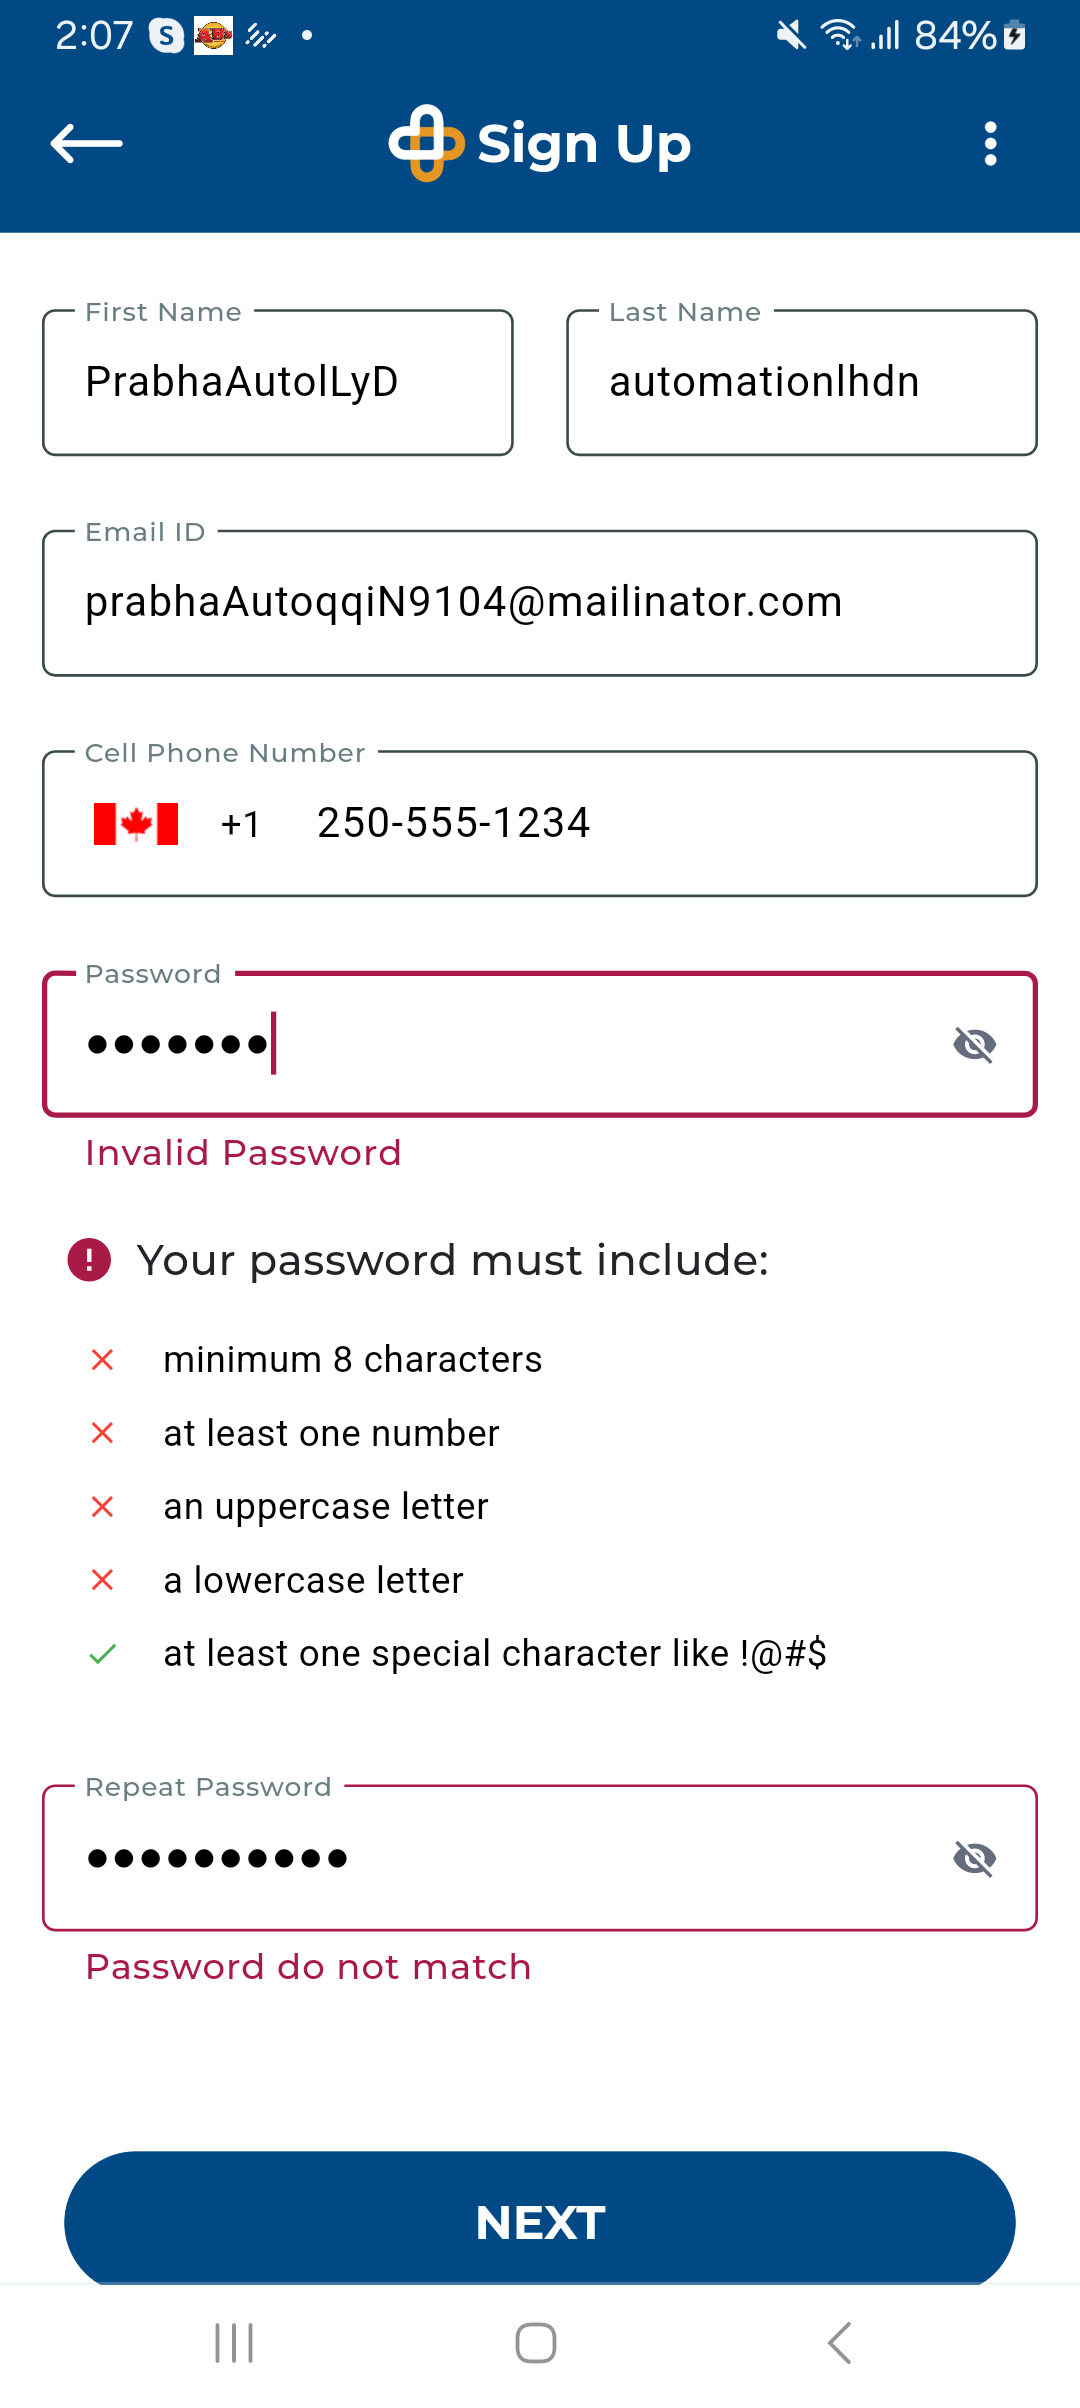 2:07 S 84%
Sign Up
First Name Last Name
PrabhaAutolLyD automationlhdn
Email ID
prabhaAutoqqiN9104@mailinator.com
Cell Phone Number
+1 250-555-1234
Password
•••••••
Invalid Password
! Your password must include:
minimum 8 characters
at least one number
an uppercase letter
a lowercase letter
at least one special character like !@#$
Repeat Password
••••••••••
Password do not match
NEXT